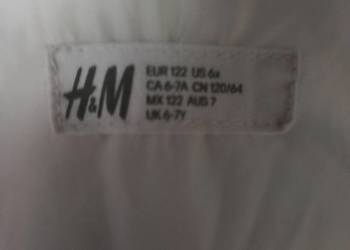 H&M
EUR 122 US 6x
CA 6-7A CN 120/64
MX 122 AUS 7
UK 6-7Y